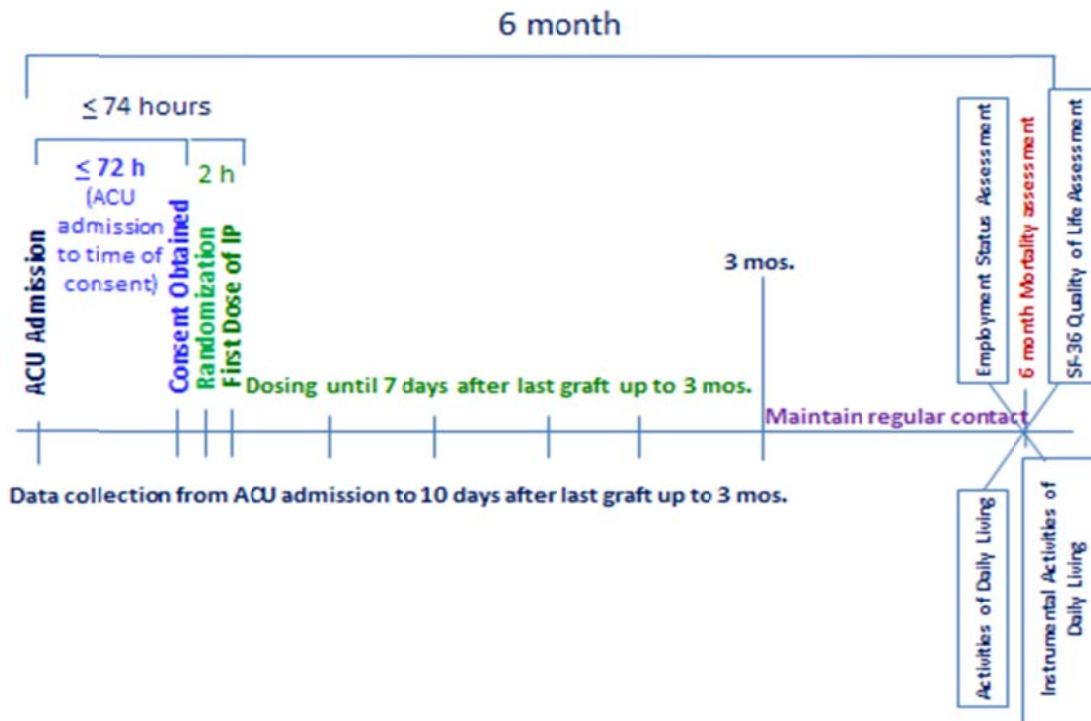 6 month
≤ 74 hours
≤ 72 h
(ACU
admission
to time of
consent)
2 h
ACU Admission
Consent Obtained
Randomization
First Dose of IP
Dosing until 7 days after last graft up to 3 mos.
3 mos.
Maintain regular contact
Employment Status Assessment
6 month Mortality assessment
SF-36 Quality of Life Assessment
Data collection from ACU admission to 10 days after last graft up to 3 mos.
Activities of Daily Living
Instrumental Activities of
Daily Living